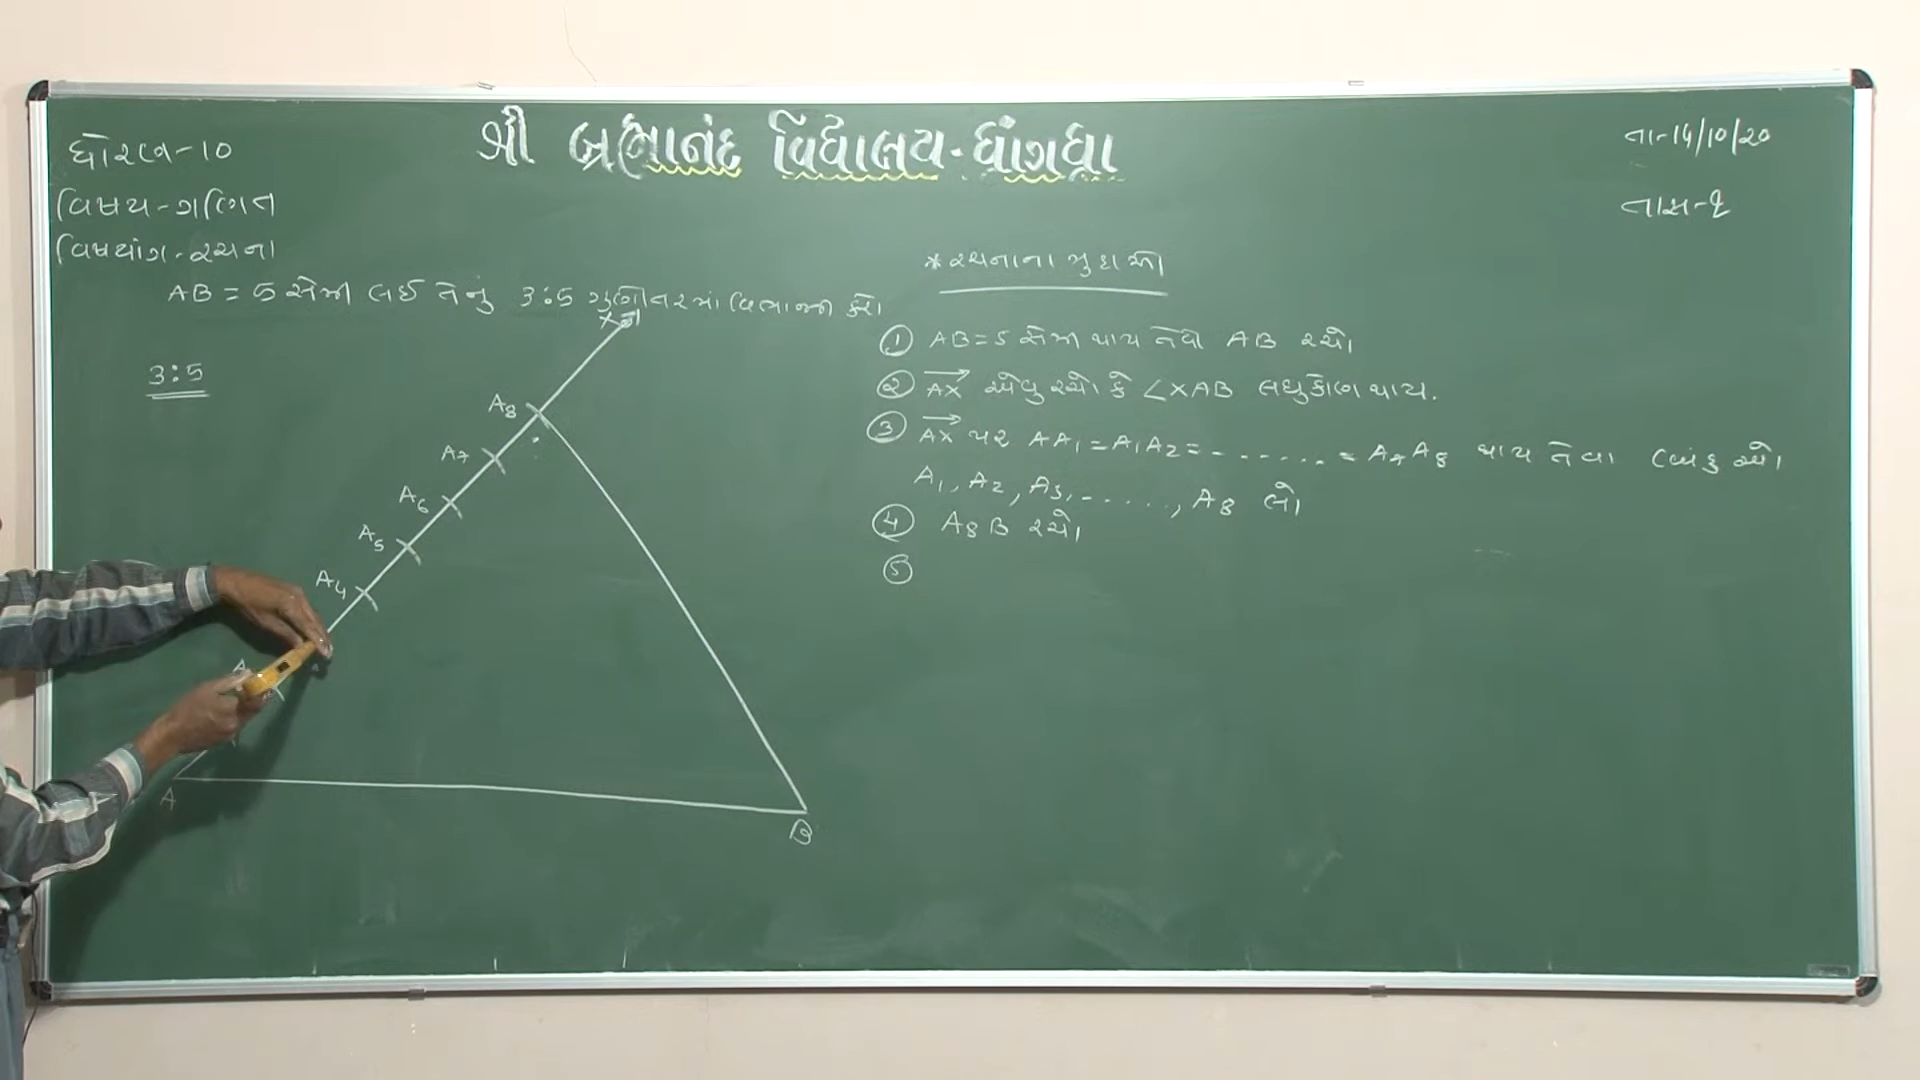 શ્રી બ્રહ્માનંદ વિદ્યાલય - ધ્રાંગધ્રા
ધોરણ-10
વિષય-ગણિત
વિષયાંગ-રચના
તા-14/10/20
તાસ-૬
AB = 5 સેમી લઈ તેનું 3:5 ગુણોત્તરમાં વિભાજન કરો
3:5
X
A8
A7
A6
A5
A4
A
A
B
* રચનાના મુદ્દાઓ
① AB=5 સેમી થાય તેવો AB રચો
② AX એવું રચો કે ∠XAB લઘુકોણ થાય.
③ AX પર AA1 = A1A2 = ------- = A7A8 થાય તેવા બિંદુઓ
A1, A2, A3, ------, A8 લો
④ A8B રચો
⑤